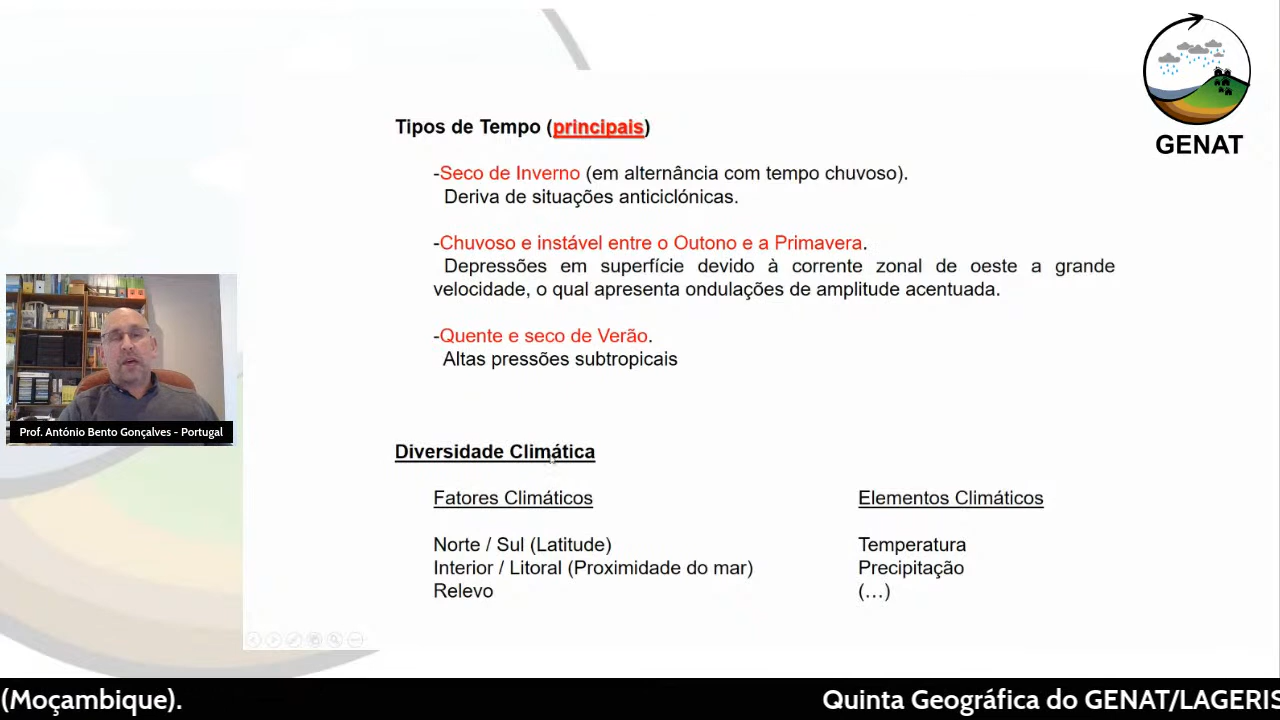 GENAT
Tipos de Tempo (principais)
-Seco de Inverno (em alternância com tempo chuvoso).
Deriva de situações anticiclónicas.
-Chuvoso e instável entre o Outono e a Primavera.
Depressões em superfície devido à corrente zonal de oeste a grande
velocidade, o qual apresenta ondulações de amplitude acentuada.
-Quente e seco de Verão.
Altas pressões subtropicais
Prof. António Bento Gonçalves - Portugal
Diversidade Climática
Fatores Climáticos
Elementos Climáticos
Norte / Sul (Latitude)
Temperatura
Interior / Litoral (Proximidade do mar)
Precipitação
Relevo
(…)
(Moçambique).
Quinta Geográfica do GENAT/LAGERIS